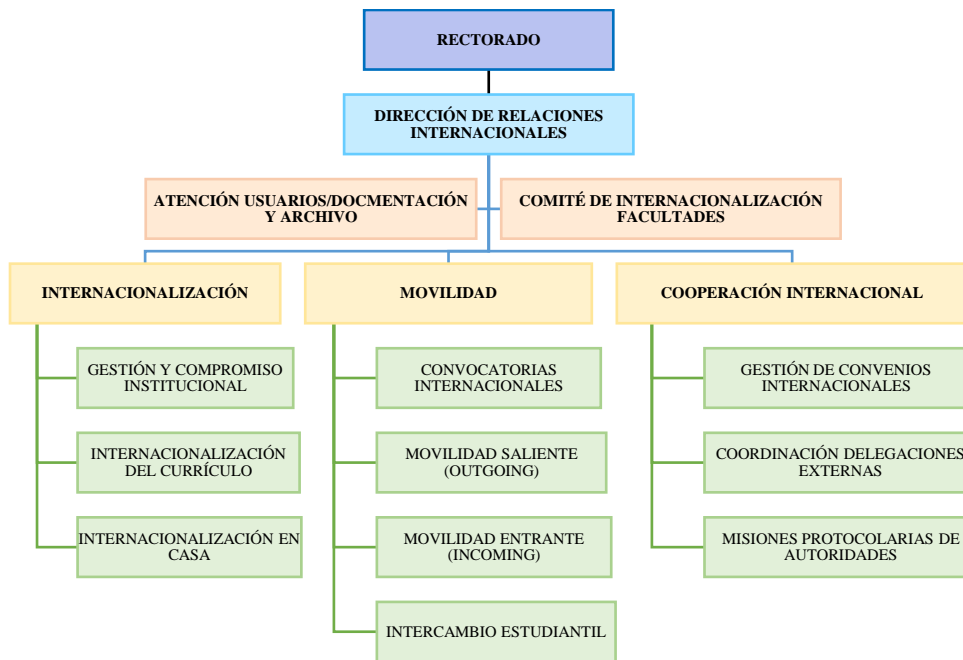 RECTORADO
DIRECCIÓN DE RELACIONES
INTERNACIONALES
ATENCIÓN USUARIOS/DOCMENTACIÓN
Y ARCHIVO
COMITÉ DE INTERNACIONALIZACIÓN
FACULTADES
INTERNACIONALIZACIÓN
GESTIÓN Y COMPROMISO
INSTITUCIONAL
INTERNACIONALIZACIÓN
DEL CURRÍCULO
INTERNACIONALIZACIÓN EN
CASA
MOVILIDAD
CONVOCATORIAS
INTERNACIONALES
MOVILIDAD SALIENTE
(OUTGOING)
MOVILIDAD ENTRANTE
(INCOMING)
INTERCAMBIO ESTUDIANTIL
COOPERACIÓN INTERNACIONAL
GESTIÓN DE CONVENIOS
INTERNACIONALES
COORDINACIÓN DELEGACIONES
EXTERNAS
MISIONES PROTOCOLARIAS DE
AUTORIDADES